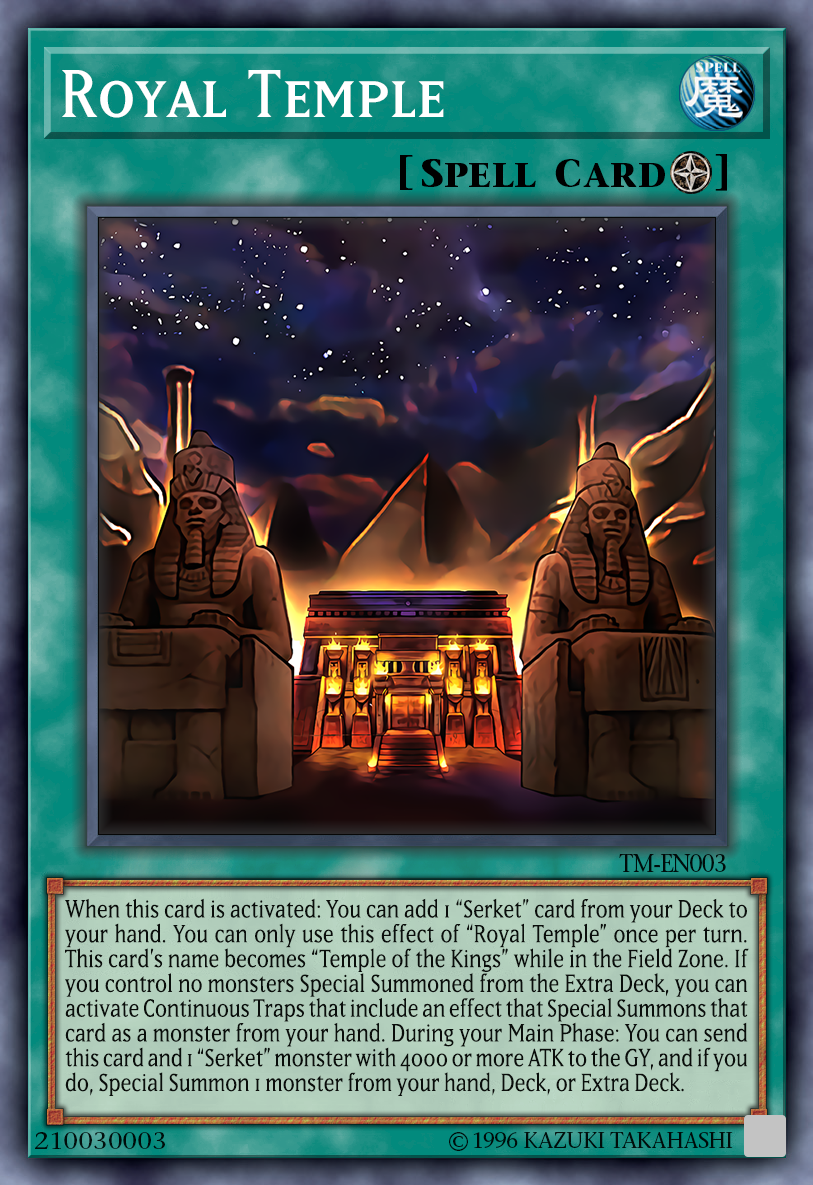 Royal Temple
SPELL
魔
[Spell Card]
TM-EN003
When this card is activated: You can add 1 “Serket” card from your Deck to
your hand. You can only use this effect of “Royal Temple” once per turn.
This card's name becomes “Temple of the Kings” while in the Field Zone. If
you control no monsters Special Summoned from the Extra Deck, you can
activate Continuous Traps that include an effect that Special Summons that
card as a monster from your hand. During your Main Phase: You can send
this card and 1 “Serket” monster with 4000 or more ATK to the GY, and if you
do, Special Summon 1 monster from your hand, Deck, or Extra Deck.
210030003
© 1996 KAZUKI TAKAHASHI